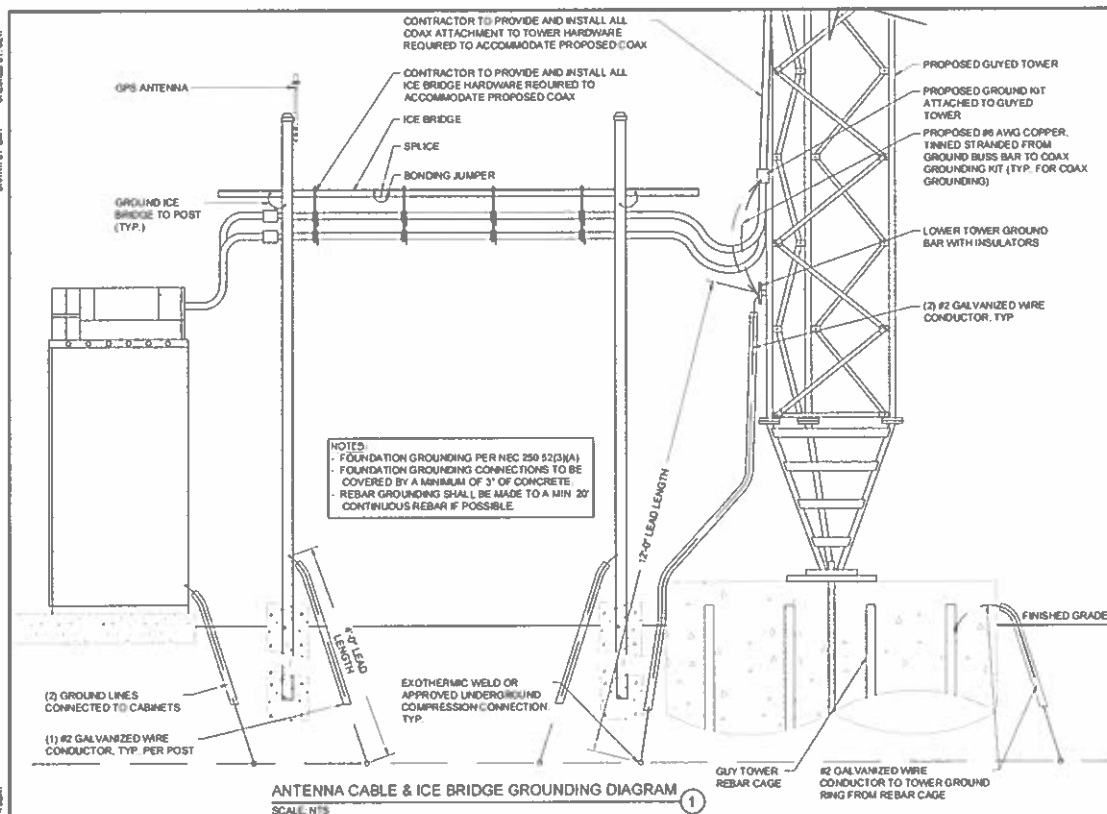 CONTRACTOR TO PROVIDE AND INSTALL ALL
COAX ATTACHMENT TO TOWER HARDWARE
REQUIRED TO ACCOMMODATE PROPOSED COAX
GPS ANTENNA
CONTRACTOR TO PROVIDE AND INSTALL ALL
ICE BRIDGE HARDWARE REQUIRED TO
ACCOMMODATE PROPOSED COAX
ICE BRIDGE
SPLICE
BONDING JUMPER
GROUND ICE
BRIDGE TO POST
(TYP.)
PROPOSED GUYED TOWER
PROPOSED GROUND KIT
ATTACHED TO GUYED
TOWER
PROPOSED #6 AWG COPPER,
TINNED STRANDED FROM
GROUND BUSS BAR TO COAX
GROUNDING KIT (TYP. FOR COAX
GROUNDING)
LOWER TOWER GROUND
BAR WITH INSULATORS
(2) #2 GALVANIZED WIRE
CONDUCTOR, TYP
NOTES:
- FOUNDATION GROUNDING PER NEC 250 52(3)(A)
- FOUNDATION GROUNDING CONNECTIONS TO BE
COVERED BY A MINIMUM OF 3" OF CONCRETE.
- REBAR GROUNDING SHALL BE MADE TO A MIN 20'
CONTINUOUS REBAR IF POSSIBLE.
12'-0" LEAD LENGTH
4'-0" LEAD
LENGTH
FINISHED GRADE
(2) GROUND LINES
CONNECTED TO CABINETS
(1) #2 GALVANIZED WIRE
CONDUCTOR, TYP. PER POST
EXOTHERMIC WELD OR
APPROVED UNDERGROUND
COMPRESSION CONNECTION.
TYP.
GUY TOWER
REBAR CAGE
#2 GALVANIZED WIRE
CONDUCTOR TO TOWER GROUND
RING FROM REBAR CAGE
ANTENNA CABLE & ICE BRIDGE GROUNDING DIAGRAM 1
SCALE: NTS